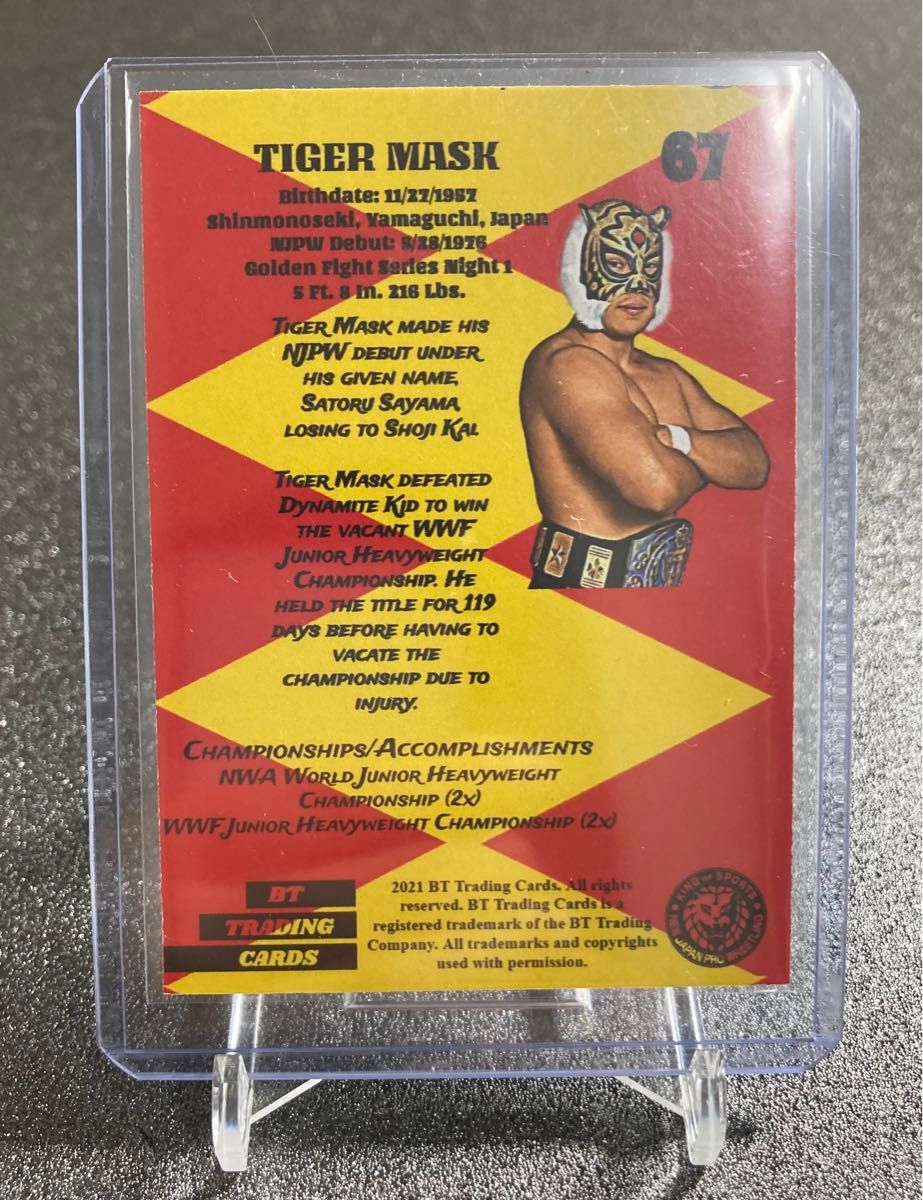 TIGER MASK
67
Birthdate: 11/27/1957
Shinmonoseki, Yamaguchi, Japan
NJPW Debut: 5/28/1976
Golden Fight Series Night 1
5 Ft. 8 In. 216 Lbs.
TIGER MASK MADE HIS
NJPW DEBUT UNDER
HIS GIVEN NAME,
SATORU SAYAMA,
LOSING TO SHOJI KAI.
TIGER MASK DEFEATED
DYNAMITE KID TO WIN
THE VACANT WWF
JUNIOR HEAVYWEIGHT
CHAMPIONSHIP. HE
HELD THE TITLE FOR 119
DAYS BEFORE HAVING TO
VACATE THE
CHAMPIONSHIP DUE TO
INJURY.
CHAMPIONSHIPS/ACCOMPLISHMENTS
NWA WORLD JUNIOR HEAVYWEIGHT
CHAMPIONSHIP (2X)
WWF JUNIOR HEAVYWEIGHT CHAMPIONSHIP (2X)
BT
TRADING
CARDS
2021 BT Trading Cards. All rights
reserved. BT Trading Cards is a
registered trademark of the BT Trading
Company. All trademarks and copyrights
used with permission.
KING OF SPORTS
NEW JAPAN PRO WRESTLING